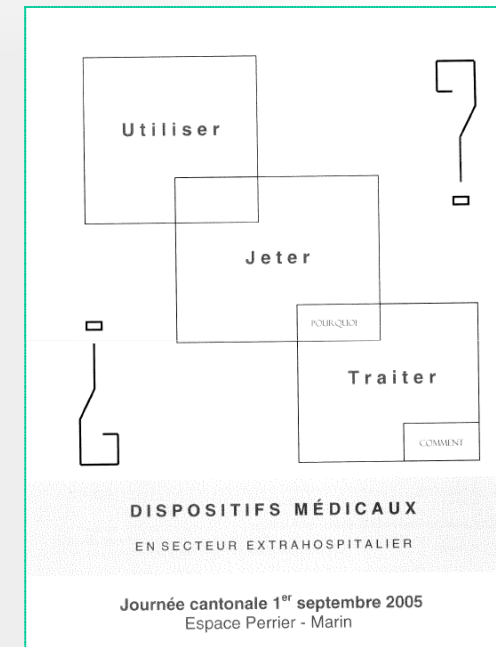 Utiliser
Jeter
POURQUOI
Traiter
COMMENT
DISPOSITIFS MÉDICAUX
EN SECTEUR EXTRAHOSPITALIER
Journée cantonale 1er septembre 2005
Espace Perrier - Marin